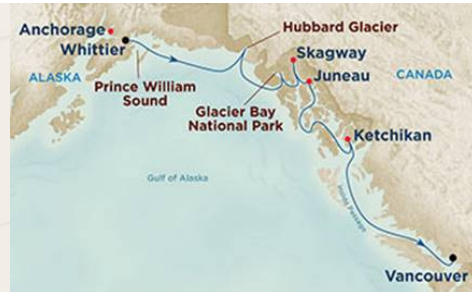 Hubbard Glacier
Anchorage
Whittier
Skagway
Juneau
ALASKA
CANADA
Prince William
Sound
Glacier Bay
National Park
Ketchikan
Gulf of Alaska
Inside Passage
Vancouver